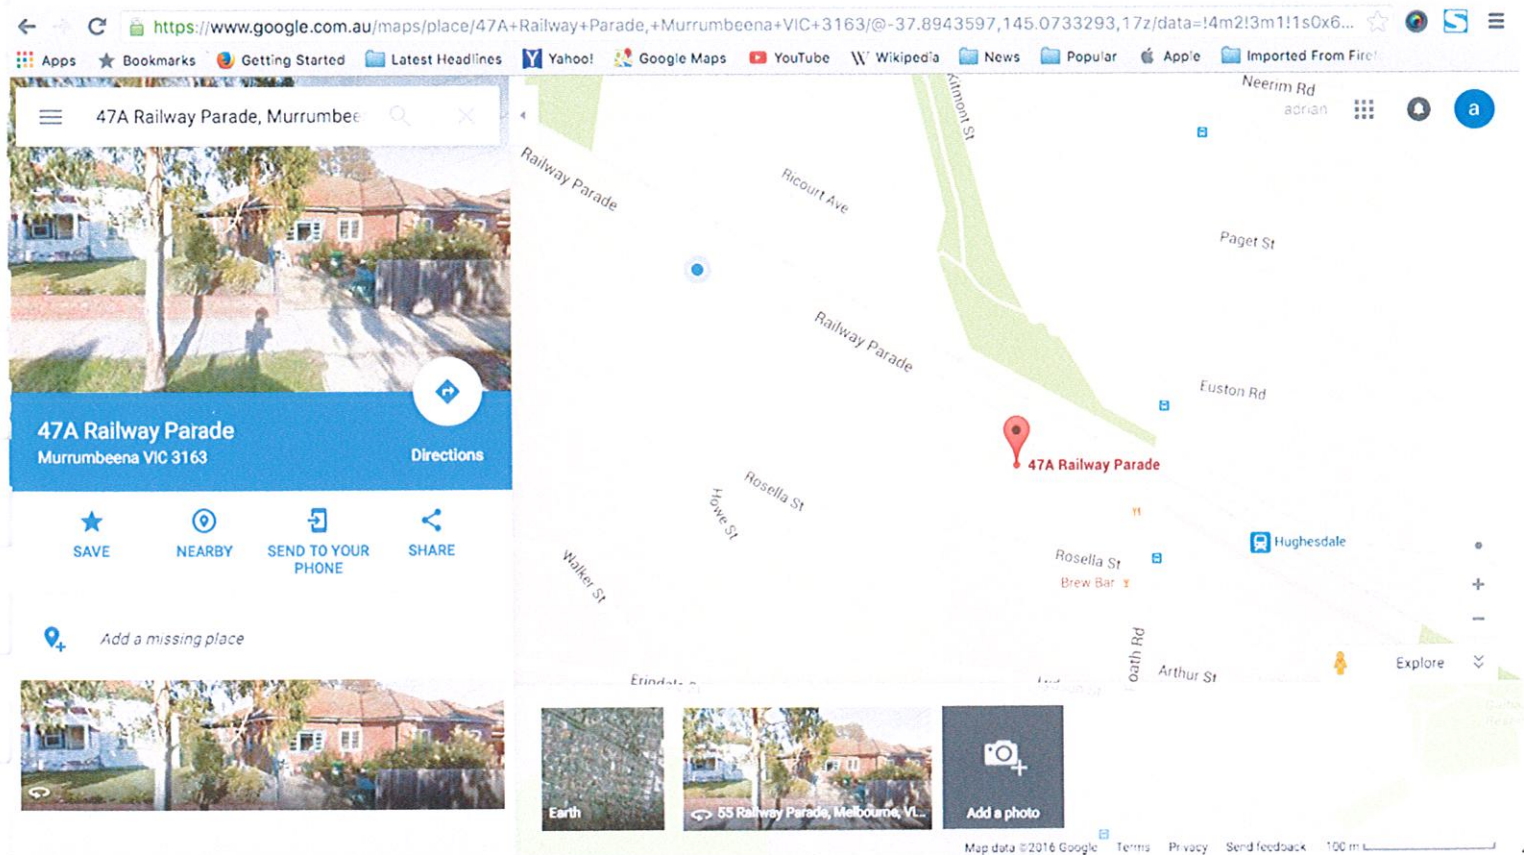 https://www.google.com.au/maps/place/47A+Railway+Parade,+Murrumbeena+VIC+3163/@-37.8943597,145.0733293,17z/data=!4m2!3m1!1s0x6...
Apps Bookmarks Getting Started Latest Headlines Yahoo! Google Maps YouTube Wikipedia News Popular Apple Imported From Firef
47A Railway Parade, Murrumbee
Neerim Rd
adrian
a
Kitmont St
Railway Parade
Ricourt Ave
Paget St
Railway Parade
Euston Rd
47A Railway Parade
Murrumbeena VIC 3163
Directions
47A Railway Parade
Rosella St
Howe St
SAVE
NEARBY
SEND TO YOUR
PHONE
SHARE
Hughesdale
Rosella St
Brew Bar
Walker St
Add a missing place
Poath Rd
Arthur St
Explore
Earth
55 Railway Parade, Melbourne, Vi...
Add a photo
Map data ©2016 Google Terms Privacy Send feedback 100 m